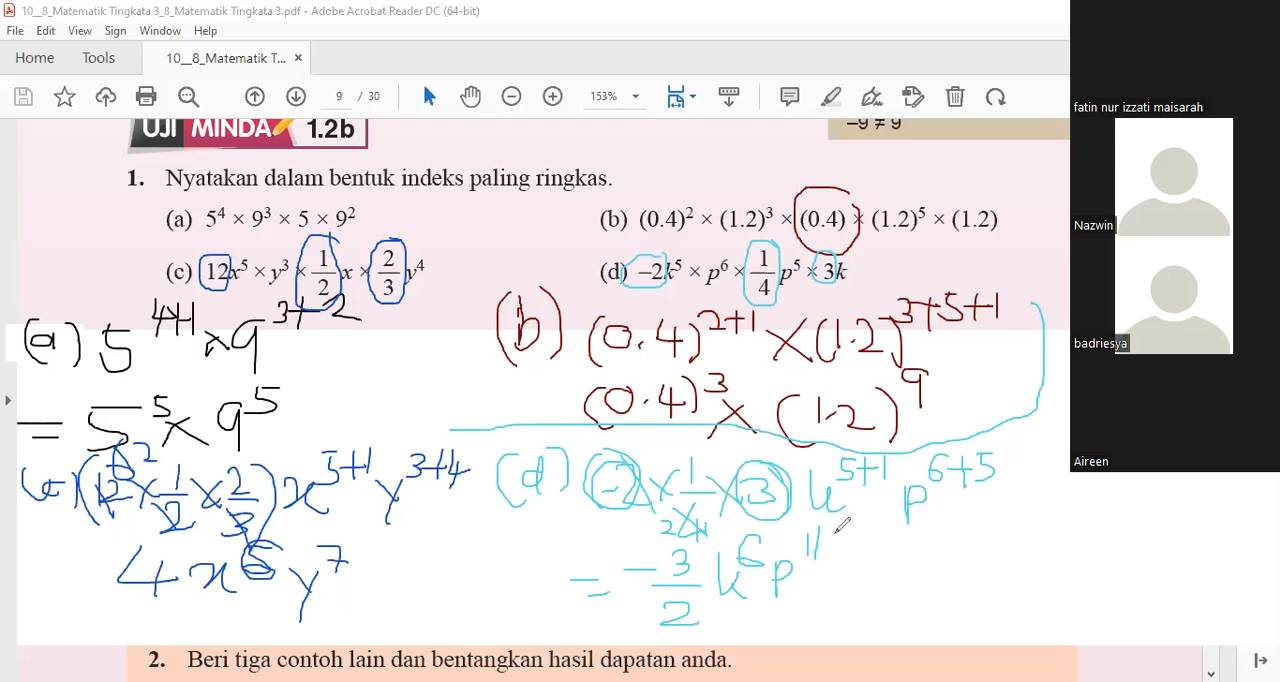 10__8_Matematik Tingkata 3_8_Matematik Tingkata 3.pdf - Adobe Acrobat Reader DC (64-bit)
File Edit View Sign Window Help
Home Tools 10__8_Matematik T... ×
9 / 30 153%
UJI MINDA 1.2b
–9 ≠ 9
1. Nyatakan dalam bentuk indeks paling ringkas.
(a) 5⁴ × 9³ × 5 × 9²
(b) (0.4)² × (1.2)³ × (0.4) × (1.2)⁵ × (1.2)
(c) 12x⁵ × y³ × 1/2 x × 2/3 y⁴
(d) –2k⁵ × p⁶ × 1/4 p⁵ × 3k
(a) 5⁴⁺¹ × 9³⁺²
= 5⁵ × 9⁵
(b) (0.4)²⁺¹ × (1.2)³⁺⁵⁺¹
(0.4)³ × (1.2)⁹
(c) (12 × 1/2 × 2/3) x⁵⁺¹ y³⁺⁴
4x⁶y⁷
(d) (-2 × 1/4 × 3) k⁵⁺¹ p⁶⁺⁵
= -3/2 k⁶p¹¹
2. Beri tiga contoh lain dan bentangkan hasil dapatan anda.
fatin nur izzati maisarah
Nazwin
badriesya
Aireen